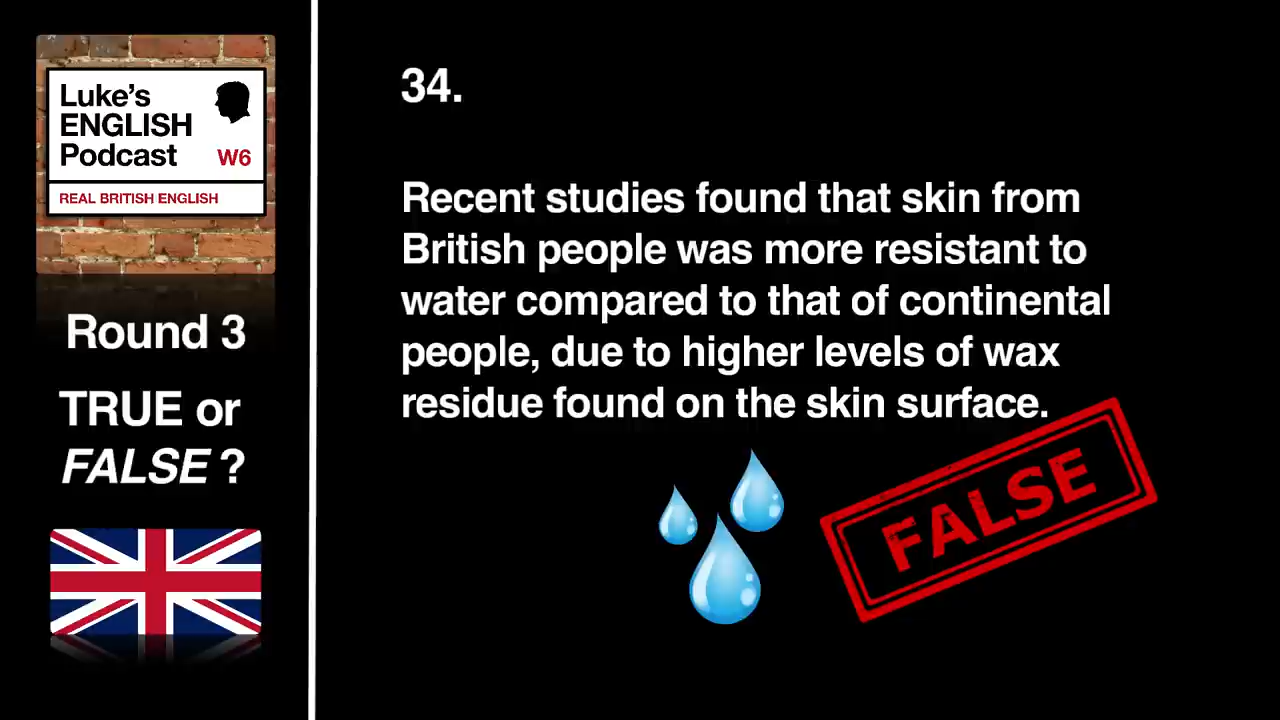 Luke's
ENGLISH
Podcast
W6
REAL BRITISH ENGLISH
Round 3
TRUE or
FALSE ?
34.
Recent studies found that skin from
British people was more resistant to
water compared to that of continental
people, due to higher levels of wax
residue found on the skin surface.
FALSE